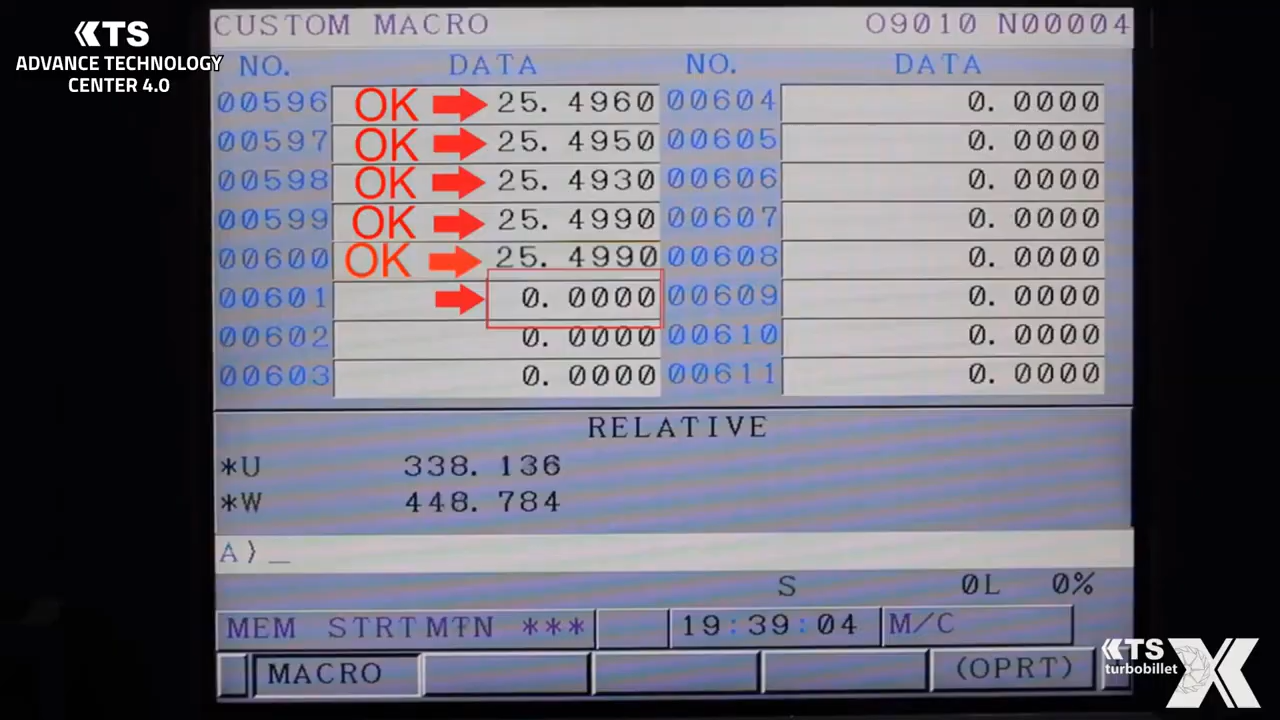 KTS
ADVANCE TECHNOLOGY
CENTER 4.0
CUSTOM MACRO O9010 N00004
NO. DATA NO. DATA
00596 OK 25.4960 00604 0.0000
00597 OK 25.4950 00605 0.0000
00598 OK 25.4930 00606 0.0000
00599 OK 25.4990 00607 0.0000
00600 OK 25.4990 00608 0.0000
00601 0.0000 00609 0.0000
00602 0.0000 00610 0.0000
00603 0.0000 00611 0.0000
RELATIVE
*U 338.136
*W 448.784
A)_
S 0L 0%
MEM STRT MTN *** 19:39:04 M/C
MACRO (OPRT) +
KTS
turbobillet X